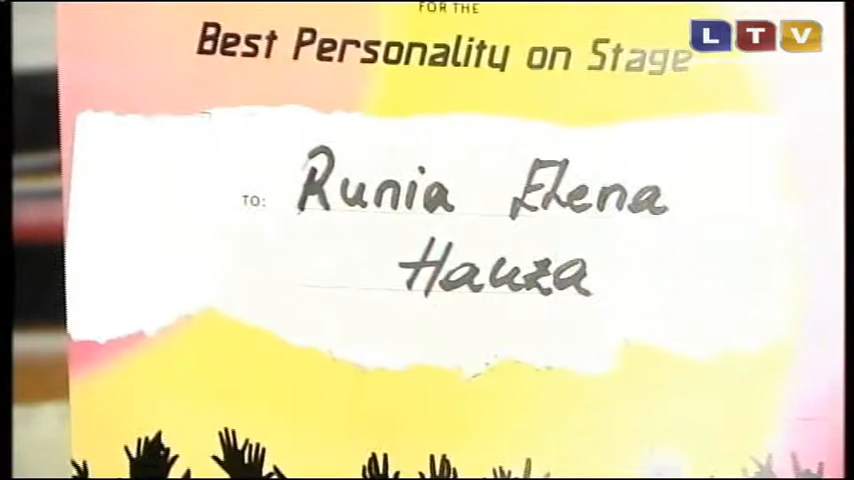 FOR THE
Best Personality on Stage
LTV
TO: Runia Elena
Hauza